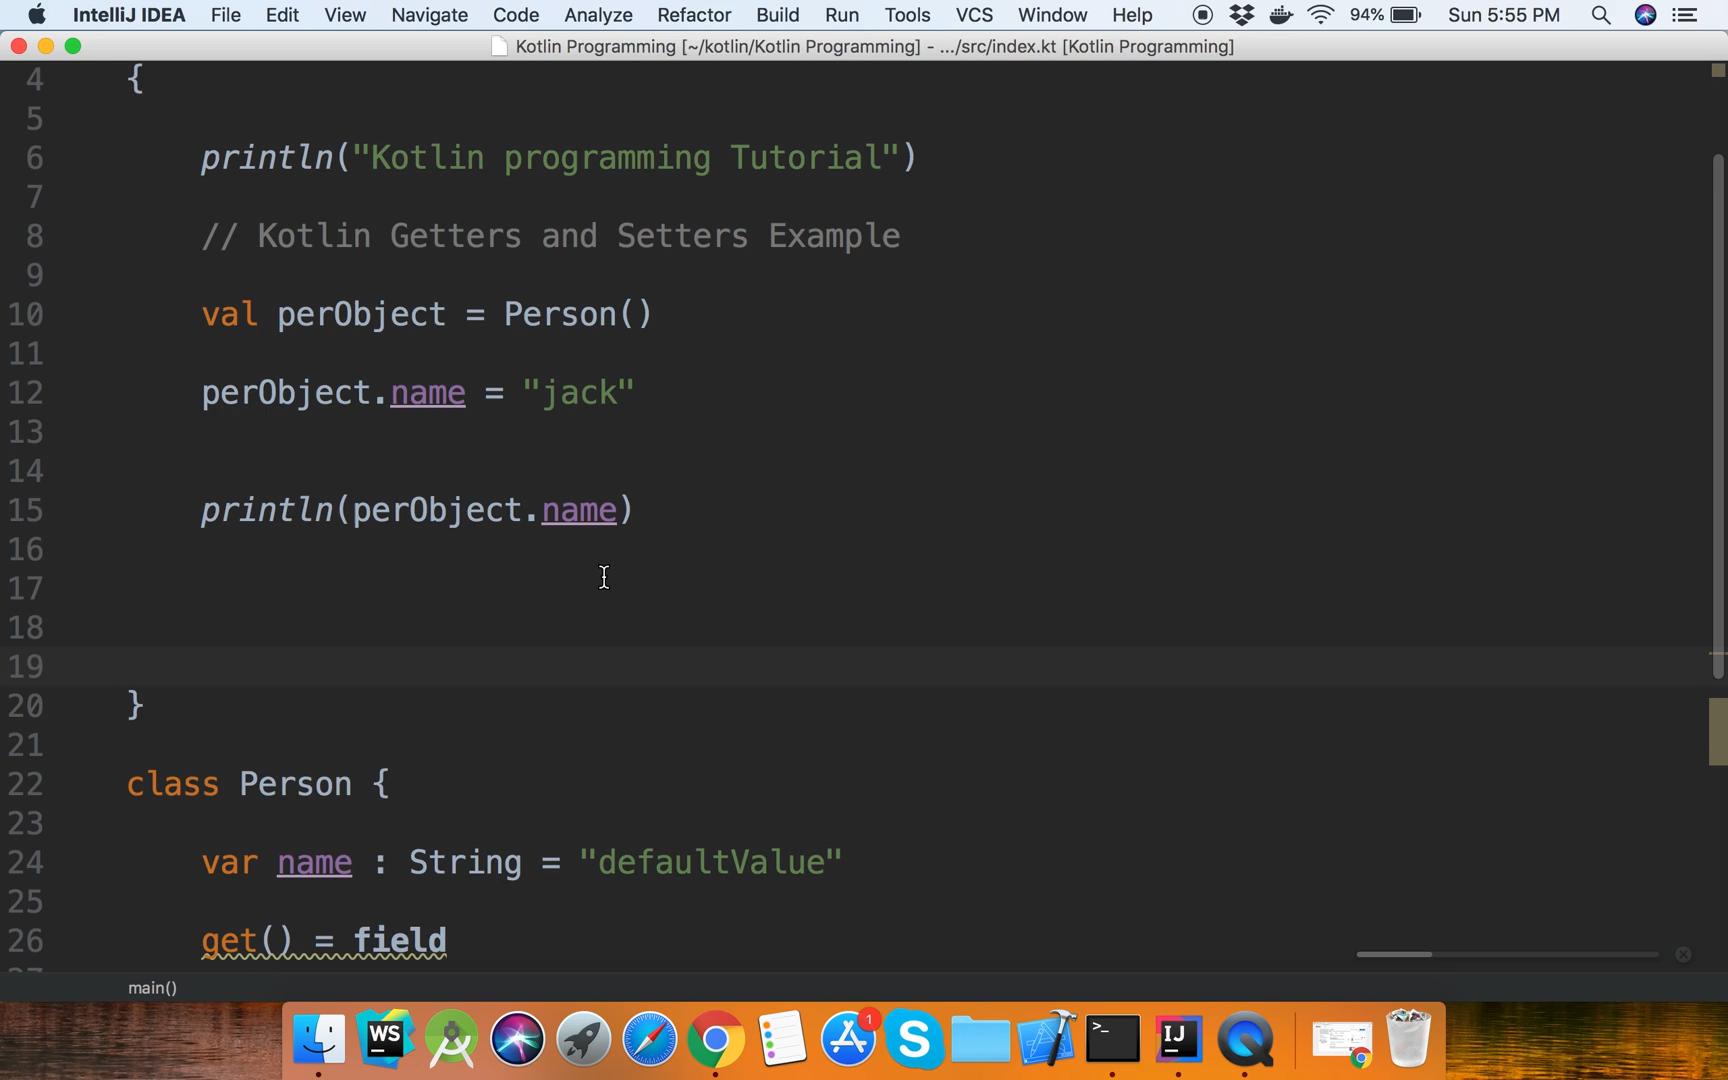 IntelliJ IDEA File Edit View Navigate Code Analyze Refactor Build Run Tools VCS Window Help 94% Sun 5:55 PM
Kotlin Programming [~/kotlin/Kotlin Programming] - .../src/index.kt [Kotlin Programming]
4 {
5
6 println("Kotlin programming Tutorial")
7
8 // Kotlin Getters and Setters Example
9
10 val perObject = Person()
11
12 perObject.name = "jack"
13
14
15 println(perObject.name)
16
17
18
19
20 }
21
22 class Person {
23
24 var name : String = "defaultValue"
25
26 get() = field
27
main()
WS
1
S
>_
IJ